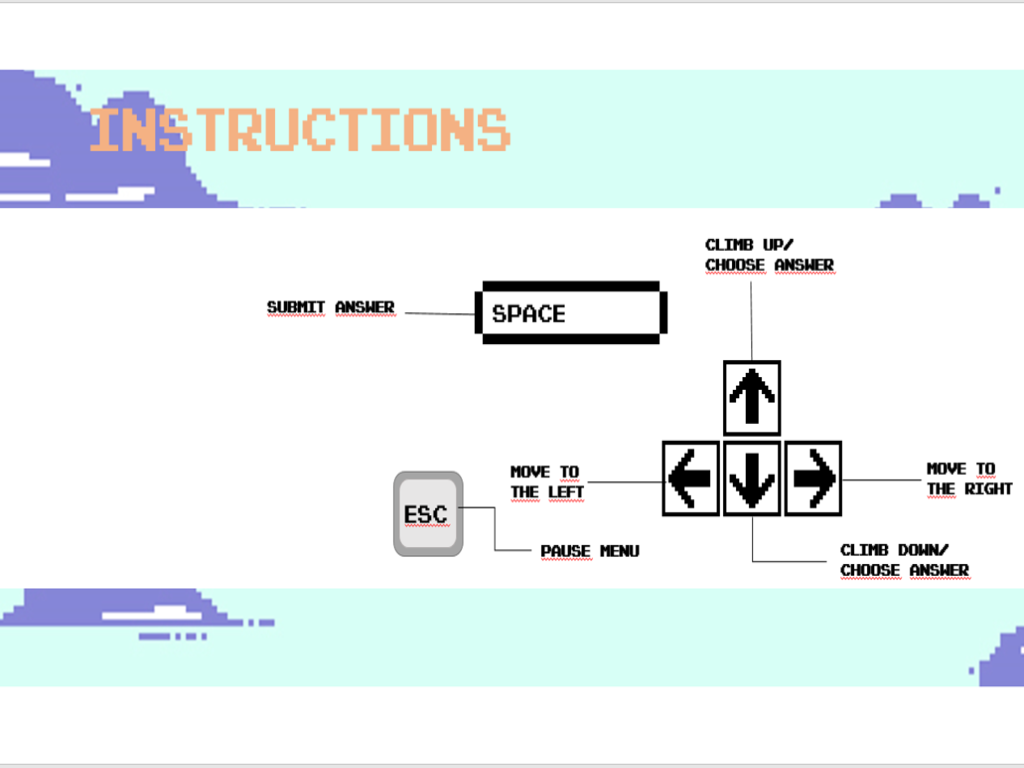 INSTRUCTIONS
CLIMB UP/
CHOOSE ANSWER
SUBMIT ANSWER
SPACE
MOVE TO
THE LEFT
MOVE TO
THE RIGHT
ESC
PAUSE MENU
CLIMB DOWN/
CHOOSE ANSWER